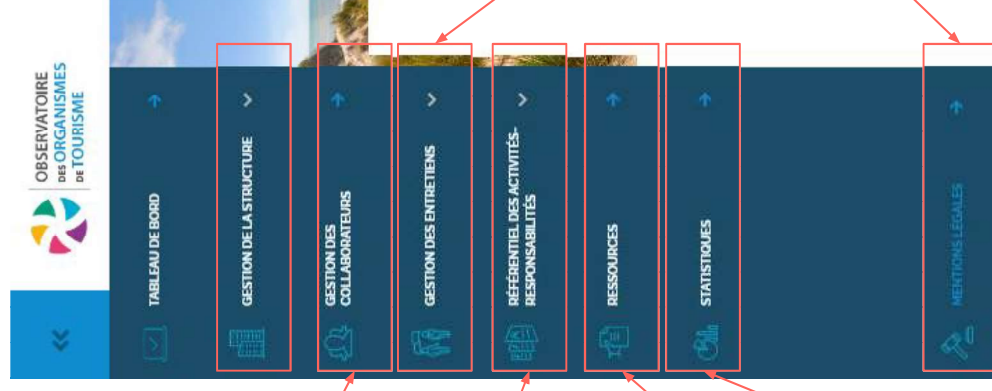 OBSERVATOIRE
DES ORGANISMES
DE TOURISME
TABLEAU DE BORD
GESTION DE LA STRUCTURE
GESTION DES
COLLABORATEURS
GESTION DES ENTRETIENS
RÉFÉRENTIEL DES ACTIVITÉS-
RESPONSABILITÉS
RESSOURCES
STATISTIQUES
MENTIONS LÉGALES